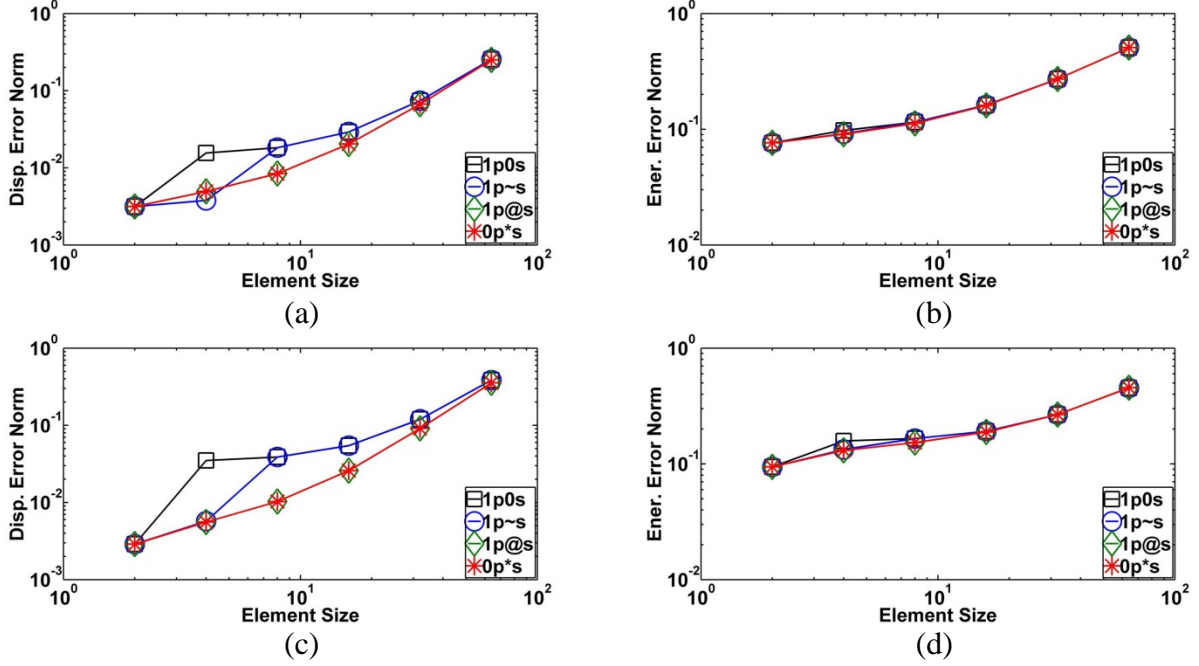 10^0
10^-1
10^-2
10^-3
Disp. Error Norm
10^0
10^1
10^2
Element Size
1p0s
1p~s
1p@s
0p*s
(a)
10^0
10^-1
10^-2
Ener. Error Norm
10^0
10^1
10^2
Element Size
1p0s
1p~s
1p@s
0p*s
(b)
10^0
10^-1
10^-2
10^-3
Disp. Error Norm
10^0
10^1
10^2
Element Size
1p0s
1p~s
1p@s
0p*s
(c)
10^0
10^-1
10^-2
Ener. Error Norm
10^0
10^1
10^2
Element Size
1p0s
1p~s
1p@s
0p*s
(d)